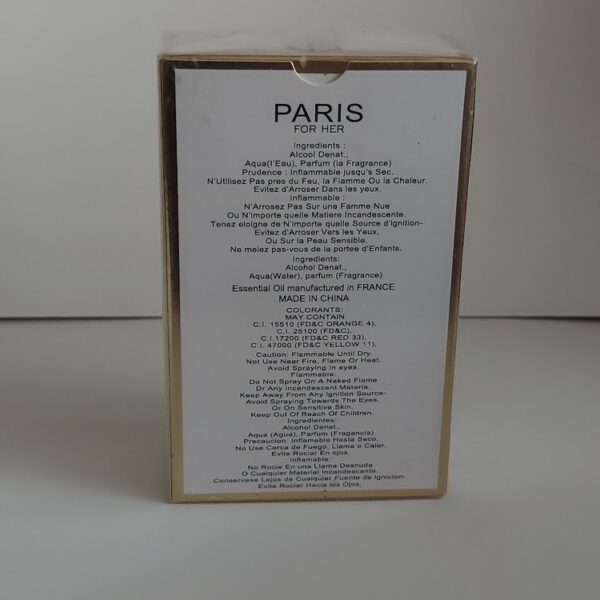 PARIS
FOR HER
Ingredients :
Alcool Denat.,
Aqua(l'Eau), Parfum (la Fragrance)
Prudence : Inflammable jusqu's Sec.
N'Utilisez Pas pres du Feu, la Flamme Ou la Chaleur.
Evitez d'Arroser Dans les yeux.
Inflammable :
N'Arrosez Pas Sur une Famme Nue
Ou N'importe quelle Matiere Incandescente.
Tenez eloigne de N'importe quelle Source d'Ignition-
Evitez d'Arroser Vers les Yeux,
Ou Sur la Peau Sensible.
Ne melez pas-vous de la portee d'Enfants.
Ingredients:
Alcohol Denat.,
Aqua(Water), parfum (Fragrance)
Essential Oil manufactured in FRANCE
MADE IN CHINA
COLORANTS:
MAY CONTAIN
C.I. 15510 (FD&C ORANGE 4),
C.I. 25100 (FD&C),
C.I.17200 (FD&C RED 33),
C.I. 47000 (FD&C YELLOW 11),
Caution: Flammable Until Dry.
Not Use Near Fire, Flame Or Heat.
Avoid Spraying in eyes.
Flammable:
Do Not Spray On A Naked Flame
Or Any Incandescent Materia.
Keep Away From Any Ignition Source-
Avoid Spraying Towards The Eyes,
Or On Sensitive Skin.
Keep Out Of Reach Of Children.
Ingredientes:
Alcohol Denat.,
Aqua (Agua), Parfum (Fragancia)
Precaucion: Inflamable Hasta Seco.
No Use Cerca de Fuego, Llama o Calor.
Evite Rociar En ojos.
Inflamable:
No Rocie En una Llama Desnuda
O Cualquier Material Incandescente.
Conservese Lejos de Cualquier Fuente de Ignicion-
Evite Rociar Hacia los Ojos,